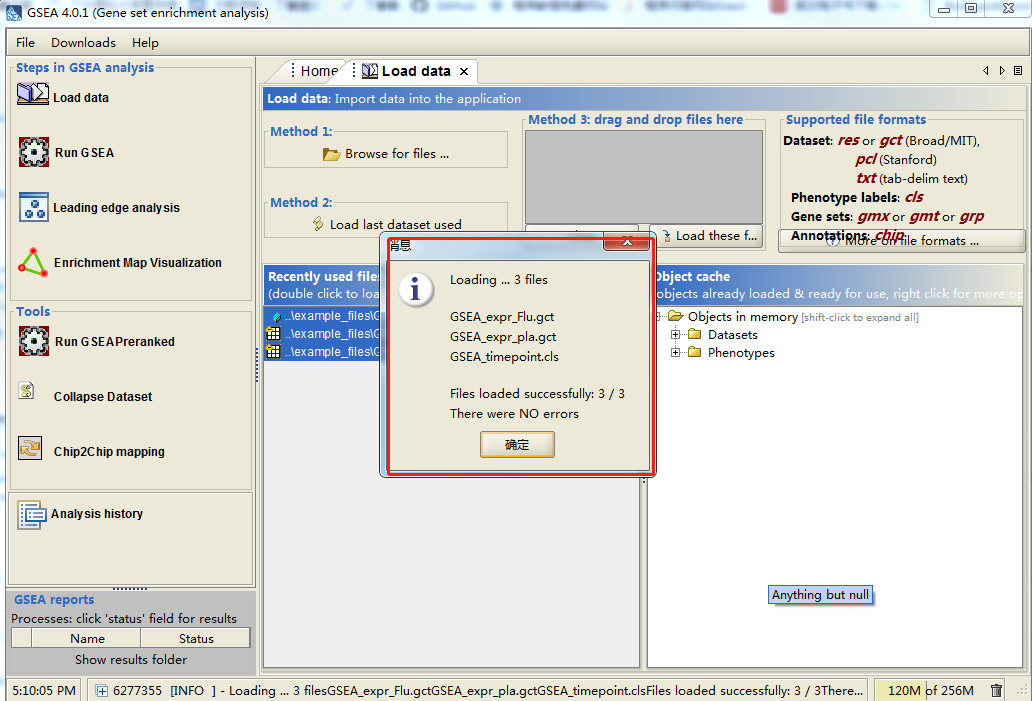 GSEA 4.0.1 (Gene set enrichment analysis)
File Downloads Help
Steps in GSEA analysis
Load data
Run GSEA
Leading edge analysis
Enrichment Map Visualization
Tools
Run GSEAPreranked
Collapse Dataset
Chip2Chip mapping
Analysis history
GSEA reports
Processes: click 'status' field for results
Name Status
Show results folder
Home Load data
Load data: Import data into the application
Method 1:
Browse for files ...
Method 2:
Load last dataset used
Method 3: drag and drop files here
Load these f...
Supported file formats
Dataset: res or gct (Broad/MIT),
pcl (Stanford)
txt (tab-delim text)
Phenotype labels: cls
Gene sets: gmx or gmt or grp
Annotations: chip
More on file formats ...
Recently used files
(double click to loa
..\example_files\G
..\example_files\G
..\example_files\G
消息
Loading ... 3 files
GSEA_expr_Flu.gct
GSEA_expr_pla.gct
GSEA_timepoint.cls
Files loaded successfully: 3 / 3
There were NO errors
确定
Object cache
objects already loaded & ready for use, right click for more op
Objects in memory [shift-click to expand all]
Datasets
Phenotypes
Anything but null
5:10:05 PM
6277355 [INFO ] - Loading ... 3 filesGSEA_expr_Flu.gctGSEA_expr_pla.gctGSEA_timepoint.clsFiles loaded successfully: 3 / 3There...
120M of 256M